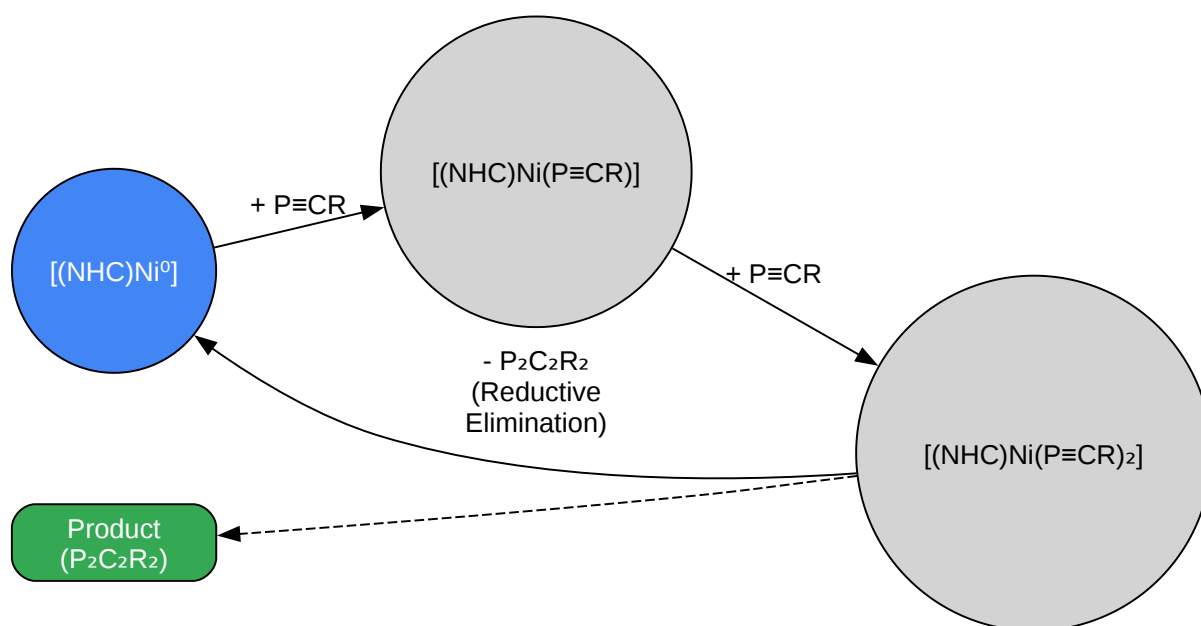 [(NHC)Ni(P≡CR)]
+ P≡CR
[(NHC)Ni⁰]
+ P≡CR
- P₂C₂R₂
(Reductive
Elimination)
[(NHC)Ni(P≡CR)₂]
Product
(P₂C₂R₂)